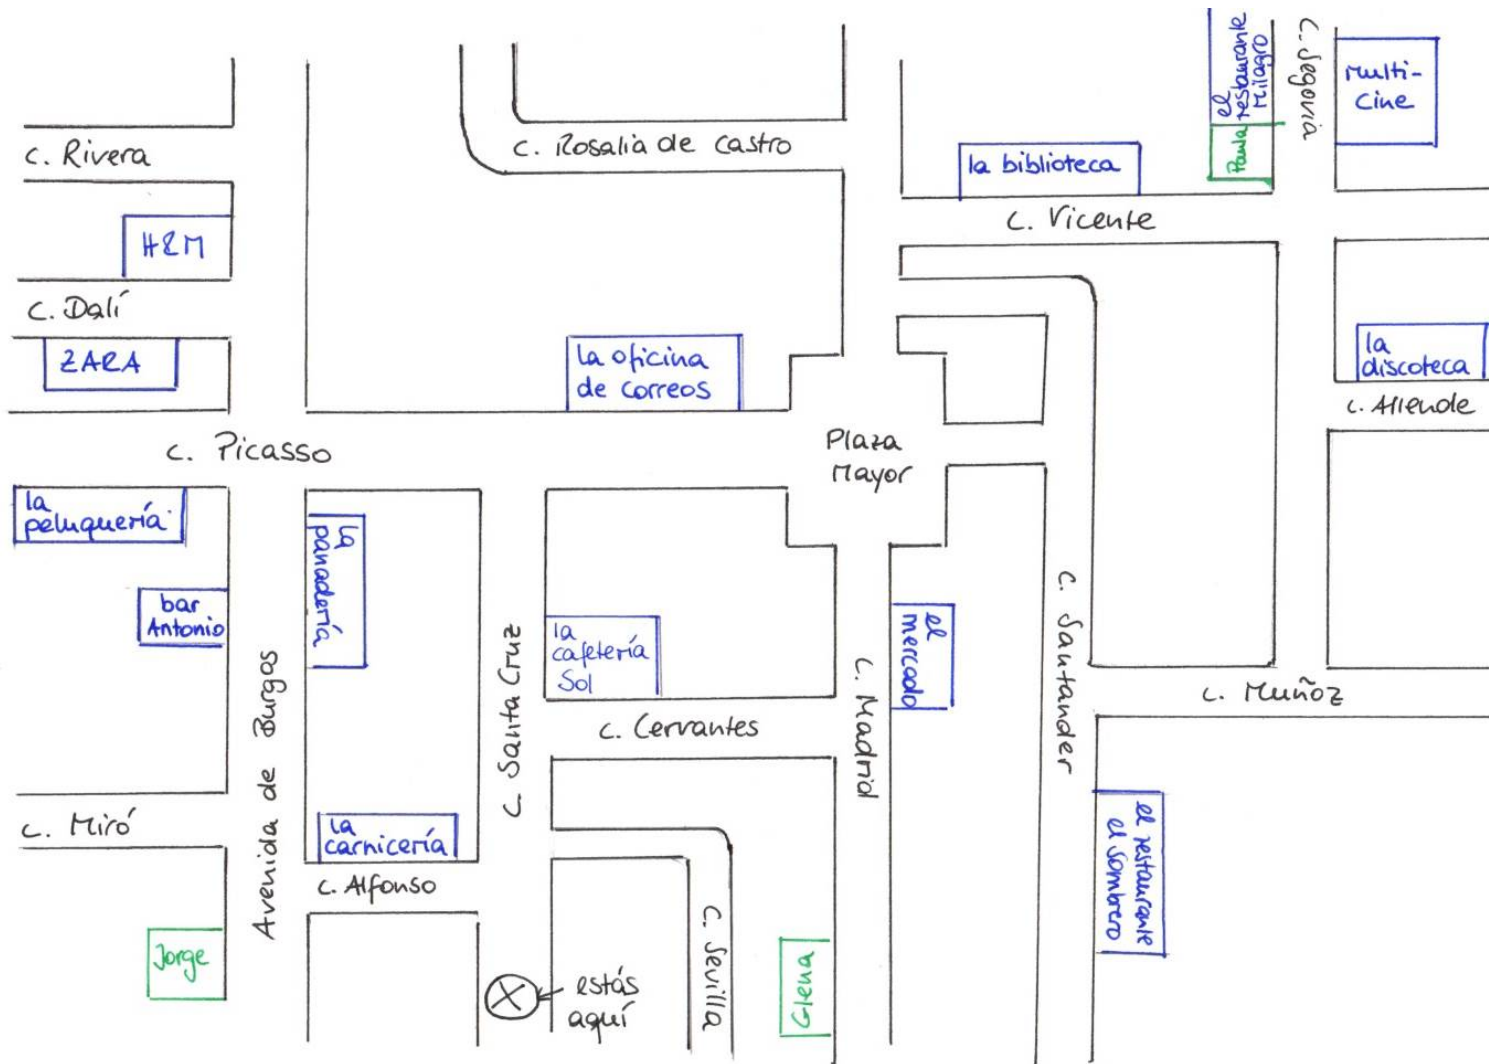 el
restaurante
Milagro
C. Segovia
Multi-
cine
c. Rivera
c. Rosalía de Castro
la biblioteca
Paula
c. Vicente
H&M
c. Dalí
ZARA
la oficina
de correos
la
discoteca
c. Allende
c. Picasso
Plaza
Mayor
la
peluquería
la
panadería
bar
Antonio
la
cafetería
Sol
el
mercado
c. Santander
Avenida de Burgos
c. Santa Cruz
c. Cervantes
c. Madrid
c. Muñoz
c. Miró
la
carnicería
c. Alfonso
el restaurante
el sombrero
Jorge
estás
aquí
c. Sevilla
Elena